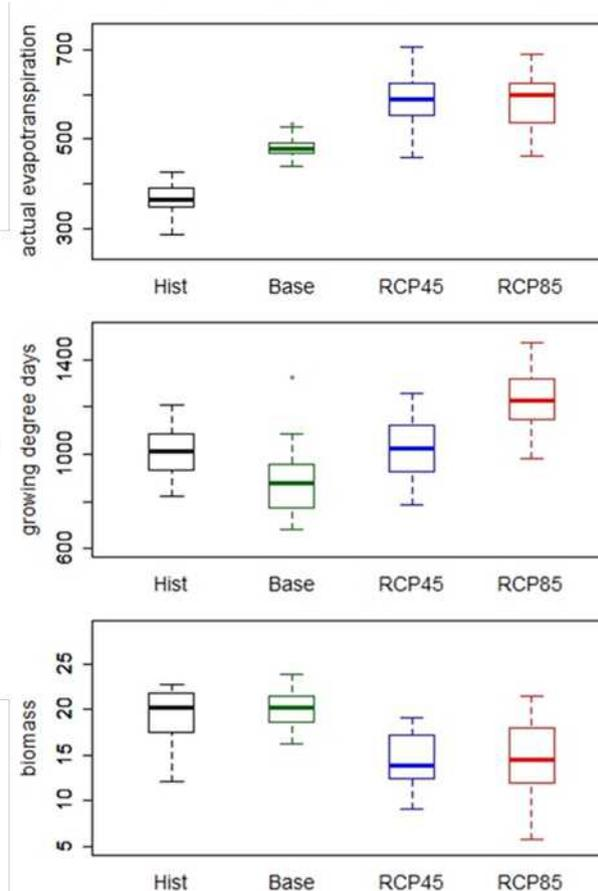 actual evapotranspiration
700
500
300
Hist Base RCP45 RCP85
growing degree days
1400
1000
600
Hist Base RCP45 RCP85
biomass
25
20
15
10
5
Hist Base RCP45 RCP85